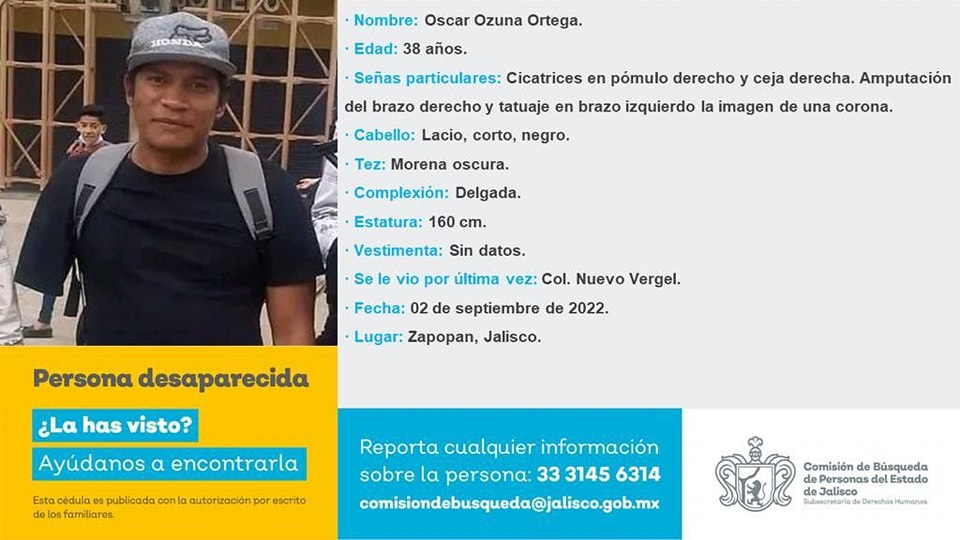 HONDA
· Nombre: Oscar Ozuna Ortega.
· Edad: 38 años.
· Señas particulares: Cicatrices en pómulo derecho y ceja derecha. Amputación
del brazo derecho y tatuaje en brazo izquierdo la imagen de una corona.
· Cabello: Lacio, corto, negro.
· Tez: Morena oscura.
· Complexión: Delgada.
· Estatura: 160 cm.
· Vestimenta: Sin datos.
· Se le vio por última vez: Col. Nuevo Vergel.
· Fecha: 02 de septiembre de 2022.
· Lugar: Zapopan, Jalisco.
Persona desaparecida
¿La has visto?
Ayúdanos a encontrarla
Esta cédula es publicada con la autorización por escrito
de los familiares.
Reporta cualquier información
sobre la persona: 33 3145 6314
comisiondebusqueda@jalisco.gob.mx
Comisión de Búsqueda
de Personas del Estado
de Jalisco
Subsecretaría de Derechos Humanos